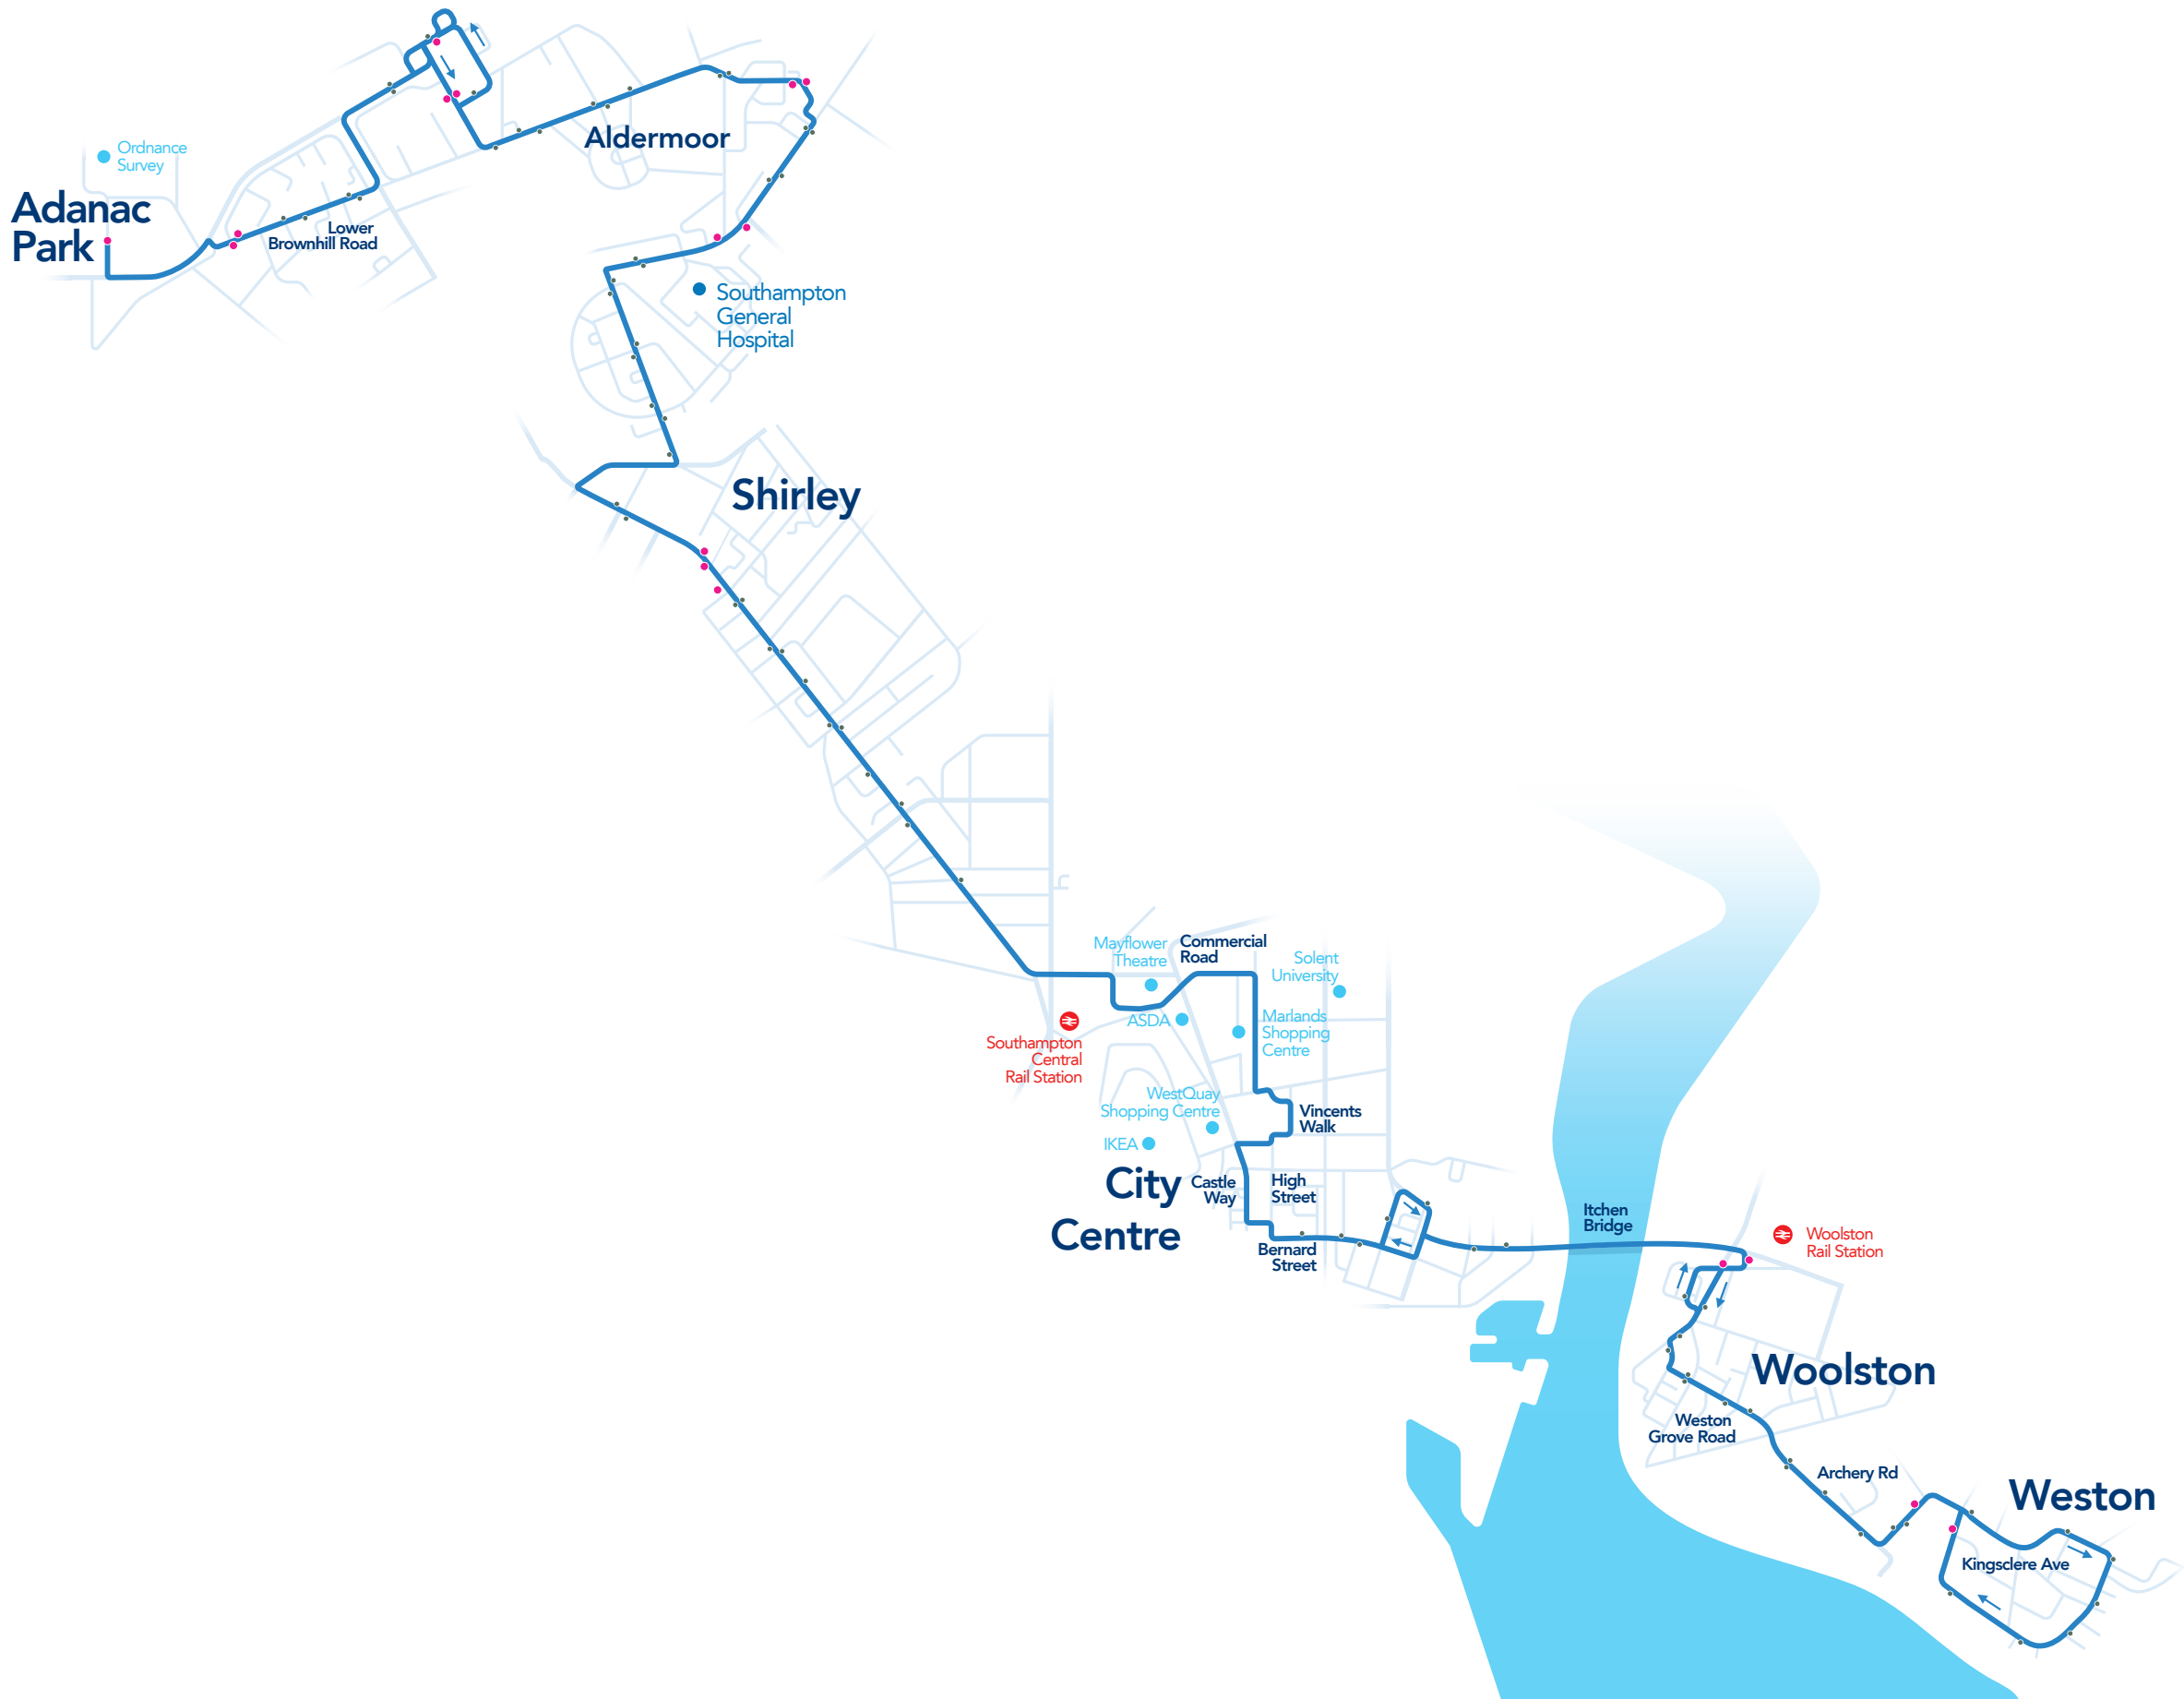 Aldermoor
Ordnance
Survey
Adanac
Park
Lower
Brownhill Road
Southampton
General
Hospital
Shirley
Mayflower
Theatre
Commercial
Road
Solent
University
ASDA
Marlands
Shopping
Centre
Southampton
Central
Rail Station
WestQuay
Shopping Centre
Vincents
Walk
IKEA
City
Centre
Castle
Way
High
Street
Bernard
Street
Itchen
Bridge
Woolston
Rail Station
Woolston
Weston
Grove Road
Archery Rd
Weston
Kingsclere Ave